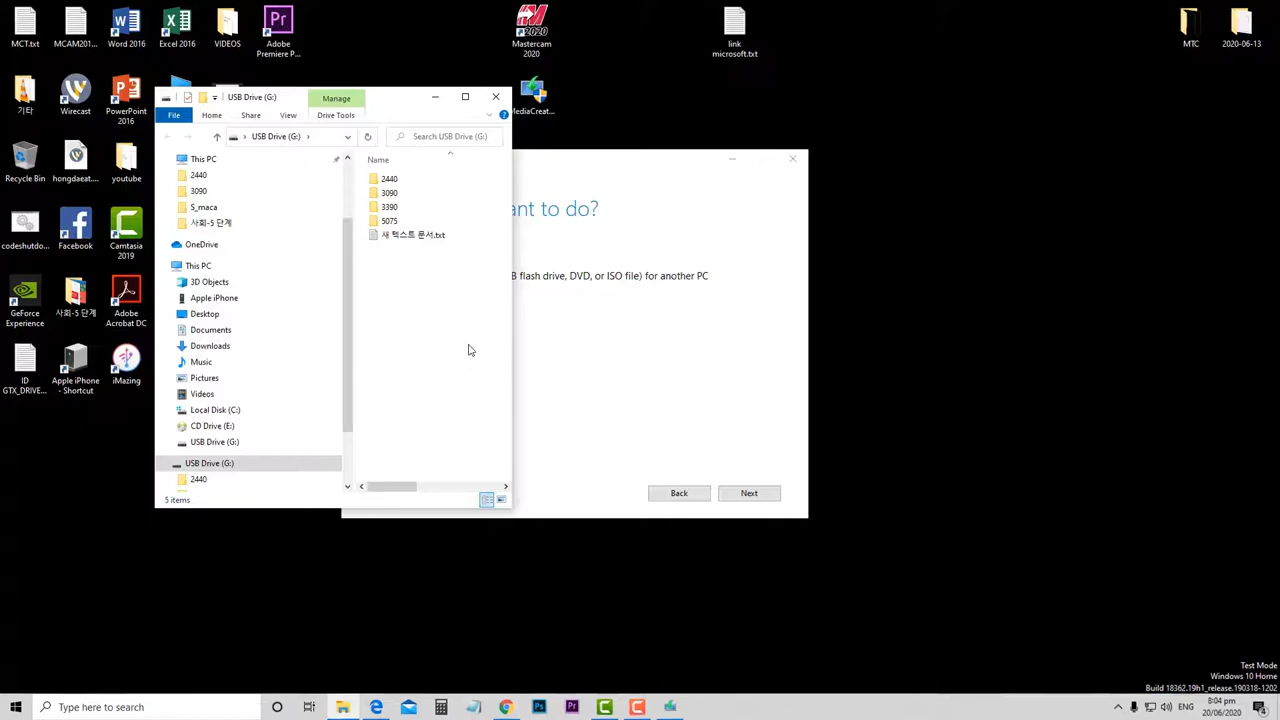 MCT.txt
MCAM201...
Word 2016
Excel 2016
VIDEOS
Adobe
Premiere P...
Mastercam
2020
link
microsoft.txt
MTC
2020-06-13
기타
Wirecast
PowerPoint
2016
MediaCreat...
Recycle Bin
hongdaeat....
youtube
codeshutdo...
Facebook
Camtasia
2019
GeForce
Experience
사회-5 단계
Adobe
Acrobat DC
ID
GTX_DRIVE...
Apple iPhone
- Shortcut
iMazing
USB Drive (G:)
Manage
File
Home
Share
View
Drive Tools
USB Drive (G:)
Search USB Drive (G:)
This PC
2440
3090
S_maca
사회-5 단계
OneDrive
This PC
3D Objects
Apple iPhone
Desktop
Documents
Downloads
Music
Pictures
Videos
Local Disk (C:)
CD Drive (E:)
USB Drive (G:)
USB Drive (G:)
2440
Name
2440
3090
3390
5075
새 텍스트 문서.txt
5 items
ant to do?
B flash drive, DVD, or ISO file) for another PC
Back
Next
Test Mode
Windows 10 Home
Build 18362.19h1_release.190318-1202
Type here to search
ENG
8:04 pm
20/06/2020
4